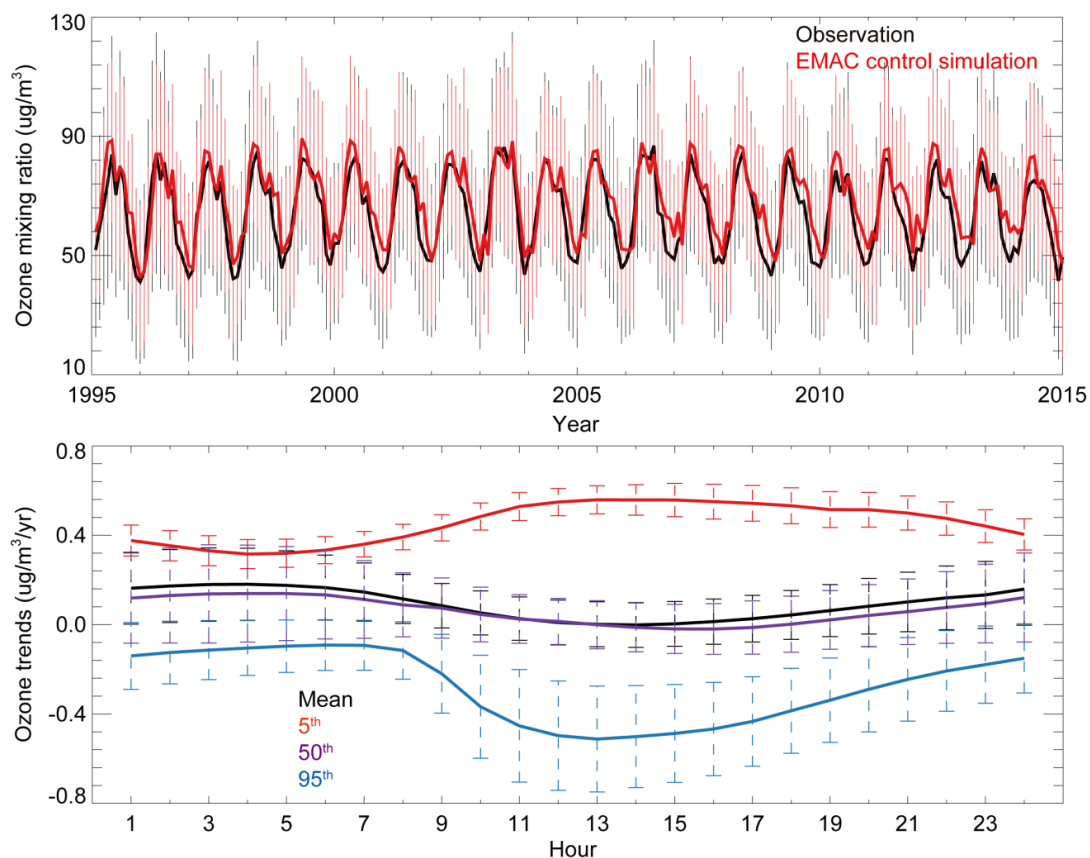 130
90
50
10
Ozone mixing ratio (ug/m³)
Observation
EMAC control simulation
1995 2000 2005 2010 2015
Year
0.8
0.4
0.0
-0.4
-0.8
Ozone trends (ug/m³/yr)
Mean
5th
50th
95th
1 3 5 7 9 11 13 15 17 19 21 23
Hour